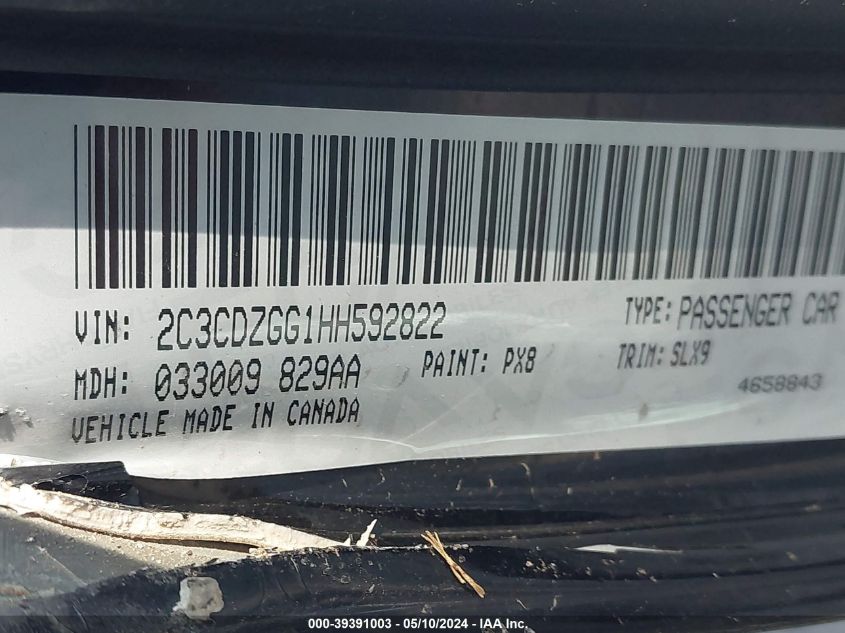 VIN: 2C3CDZGG1HH592822 TYPE: PASSENGER CAR
MDH: 033009 829AA PAINT: PX8 TRIM: SLX9
VEHICLE MADE IN CANADA 4658843
000-39391003 — 05/10/2024 — IAA Inc.